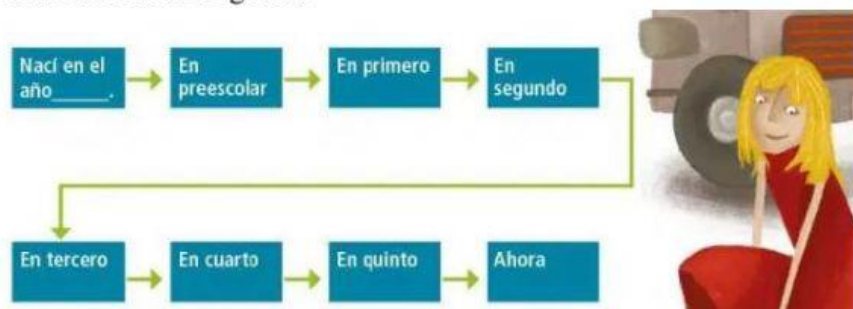 Nací en el
año______.
En
preescolar
En primero
En
segundo
En tercero
En cuarto
En quinto
Ahora